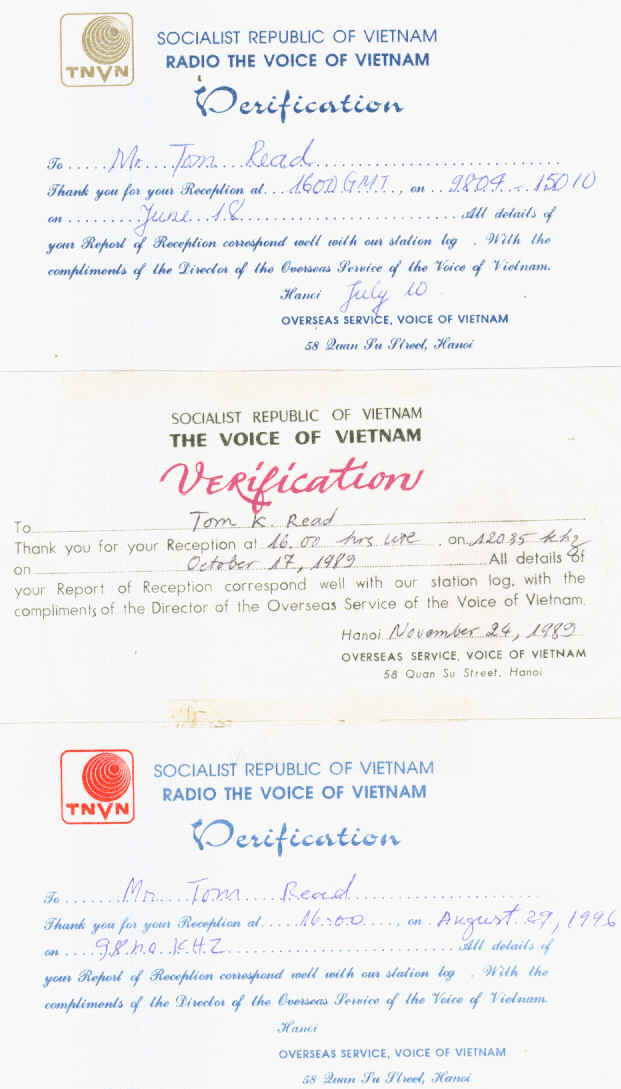 TNVN
SOCIALIST REPUBLIC OF VIETNAM
RADIO THE VOICE OF VIETNAM
Verification
To ..... Mr. Tom Read
Thank you for your Reception at ... 1600 GMT ..., on .. 9804 - 15010
on ......... June 18 ......... All details of
your Report of Reception correspond well with our station log . With the
compliments of the Director of the Overseas Service of the Voice of Vietnam.
Hanoi July 10
OVERSEAS SERVICE, VOICE OF VIETNAM
58 Quan Su Street, Hanoi
SOCIALIST REPUBLIC OF VIETNAM
THE VOICE OF VIETNAM
Verification
To Tom K. Read
Thank you for your Reception at 16.00 hrs utc , on 12035 khz
on October 17, 1989 All details of
your Report of Reception correspond well with our station log, with the
compliments of the Director of the Overseas Service of the Voice of Vietnam.
Hanoi November 24, 1989
OVERSEAS SERVICE, VOICE OF VIETNAM
58 Quan Su Street, Hanoi
TNVN
SOCIALIST REPUBLIC OF VIETNAM
RADIO THE VOICE OF VIETNAM
Verification
To ....... Mr. Tom Read
Thank you for your Reception at ..... 16:00 ...., on . August 29, 1996
on .... KHZ ......... All details of
your Report of Reception correspond well with our station log . With the
compliments of the Director of the Overseas Service of the Voice of Vietnam.
Hanoi
OVERSEAS SERVICE, VOICE OF VIETNAM
58 Quan Su Street, Hanoi